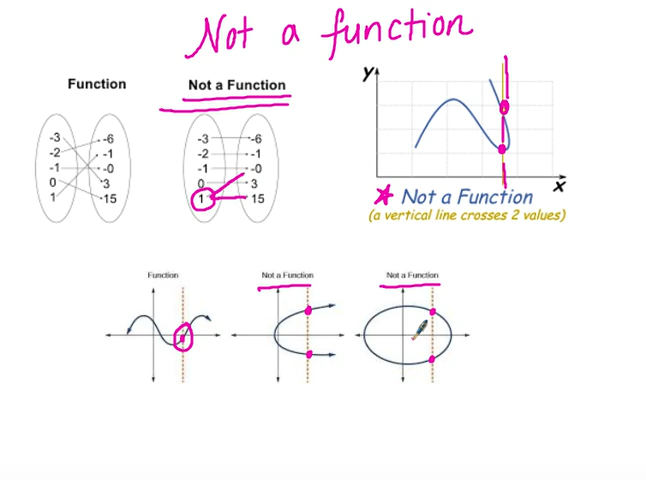 Not a function
Function
-3
-2
-1
0
1
-6
-1
-0
3
15
Not a Function
-3
-2
-1
0
1
-6
-1
-0
3
15
Y
X
Not a Function
(a vertical line crosses 2 values)
Function
Not a Function
Not a Function